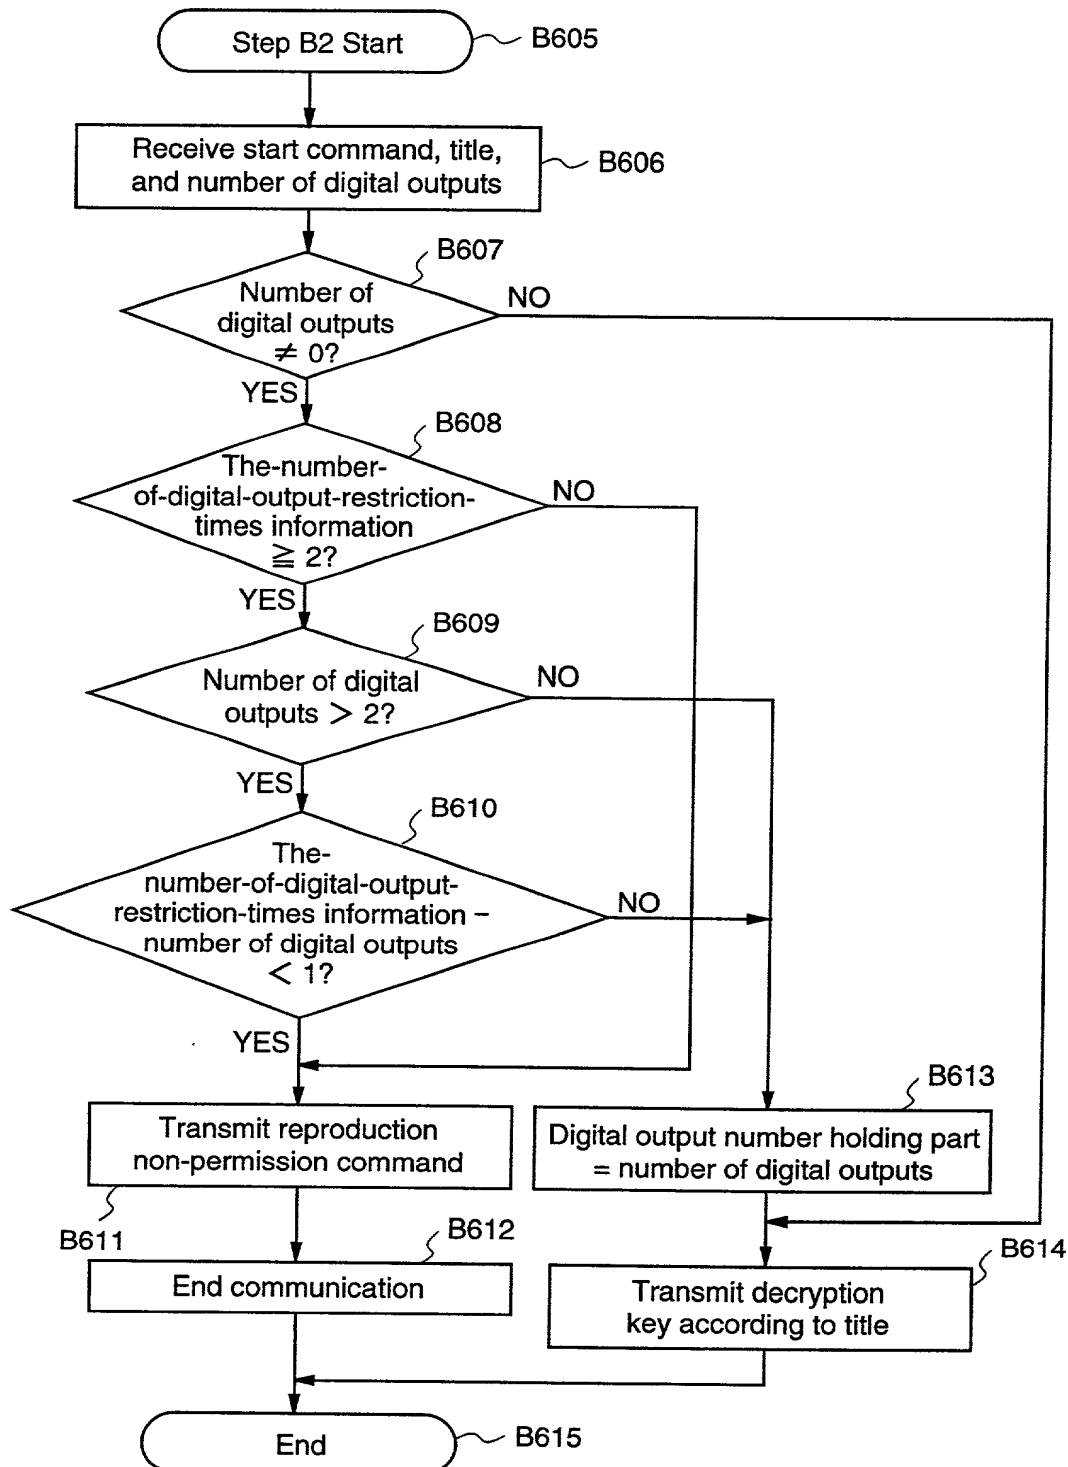 Step B2 Start
B605
Receive start command, title,
and number of digital outputs
B606
B607
Number of
digital outputs
≠ 0?
NO
YES
B608
The-number-
of-digital-output-restriction-
times information
≧ 2?
NO
YES
B609
Number of digital
outputs > 2?
NO
YES
B610
The-
number-of-digital-output-
restriction-times information –
number of digital outputs
< 1?
NO
YES
B613
Transmit reproduction
non-permission command
B611
Digital output number holding part
= number of digital outputs
B612
End communication
B614
Transmit decryption
key according to title
End
B615